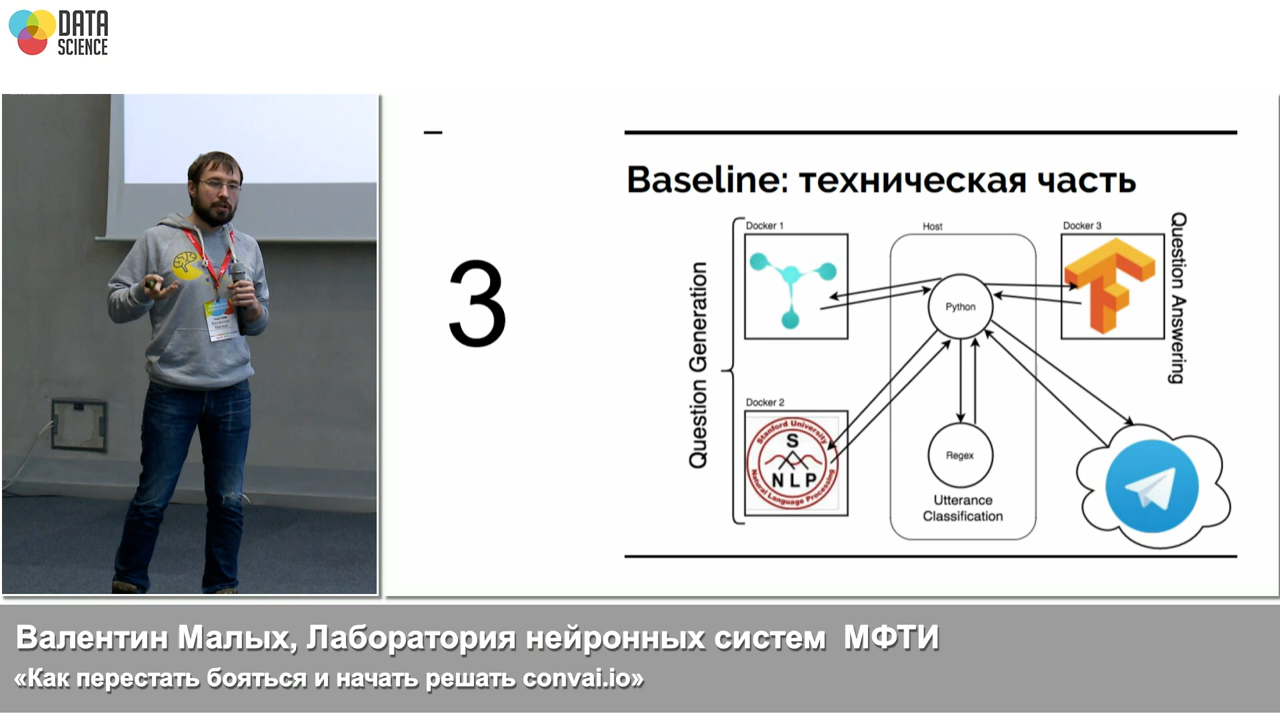 DATA
SCIENCE
3
Baseline: техническая часть
Docker 1
Host
Docker 3
Question Generation
Python
Question Answering
Docker 2
Stanford University
S
NLP
Natural Language Processing
Regex
Utterance
Classification
Валентин Малых, Лаборатория нейронных систем МФТИ
«Как перестать бояться и начать решать convai.io»